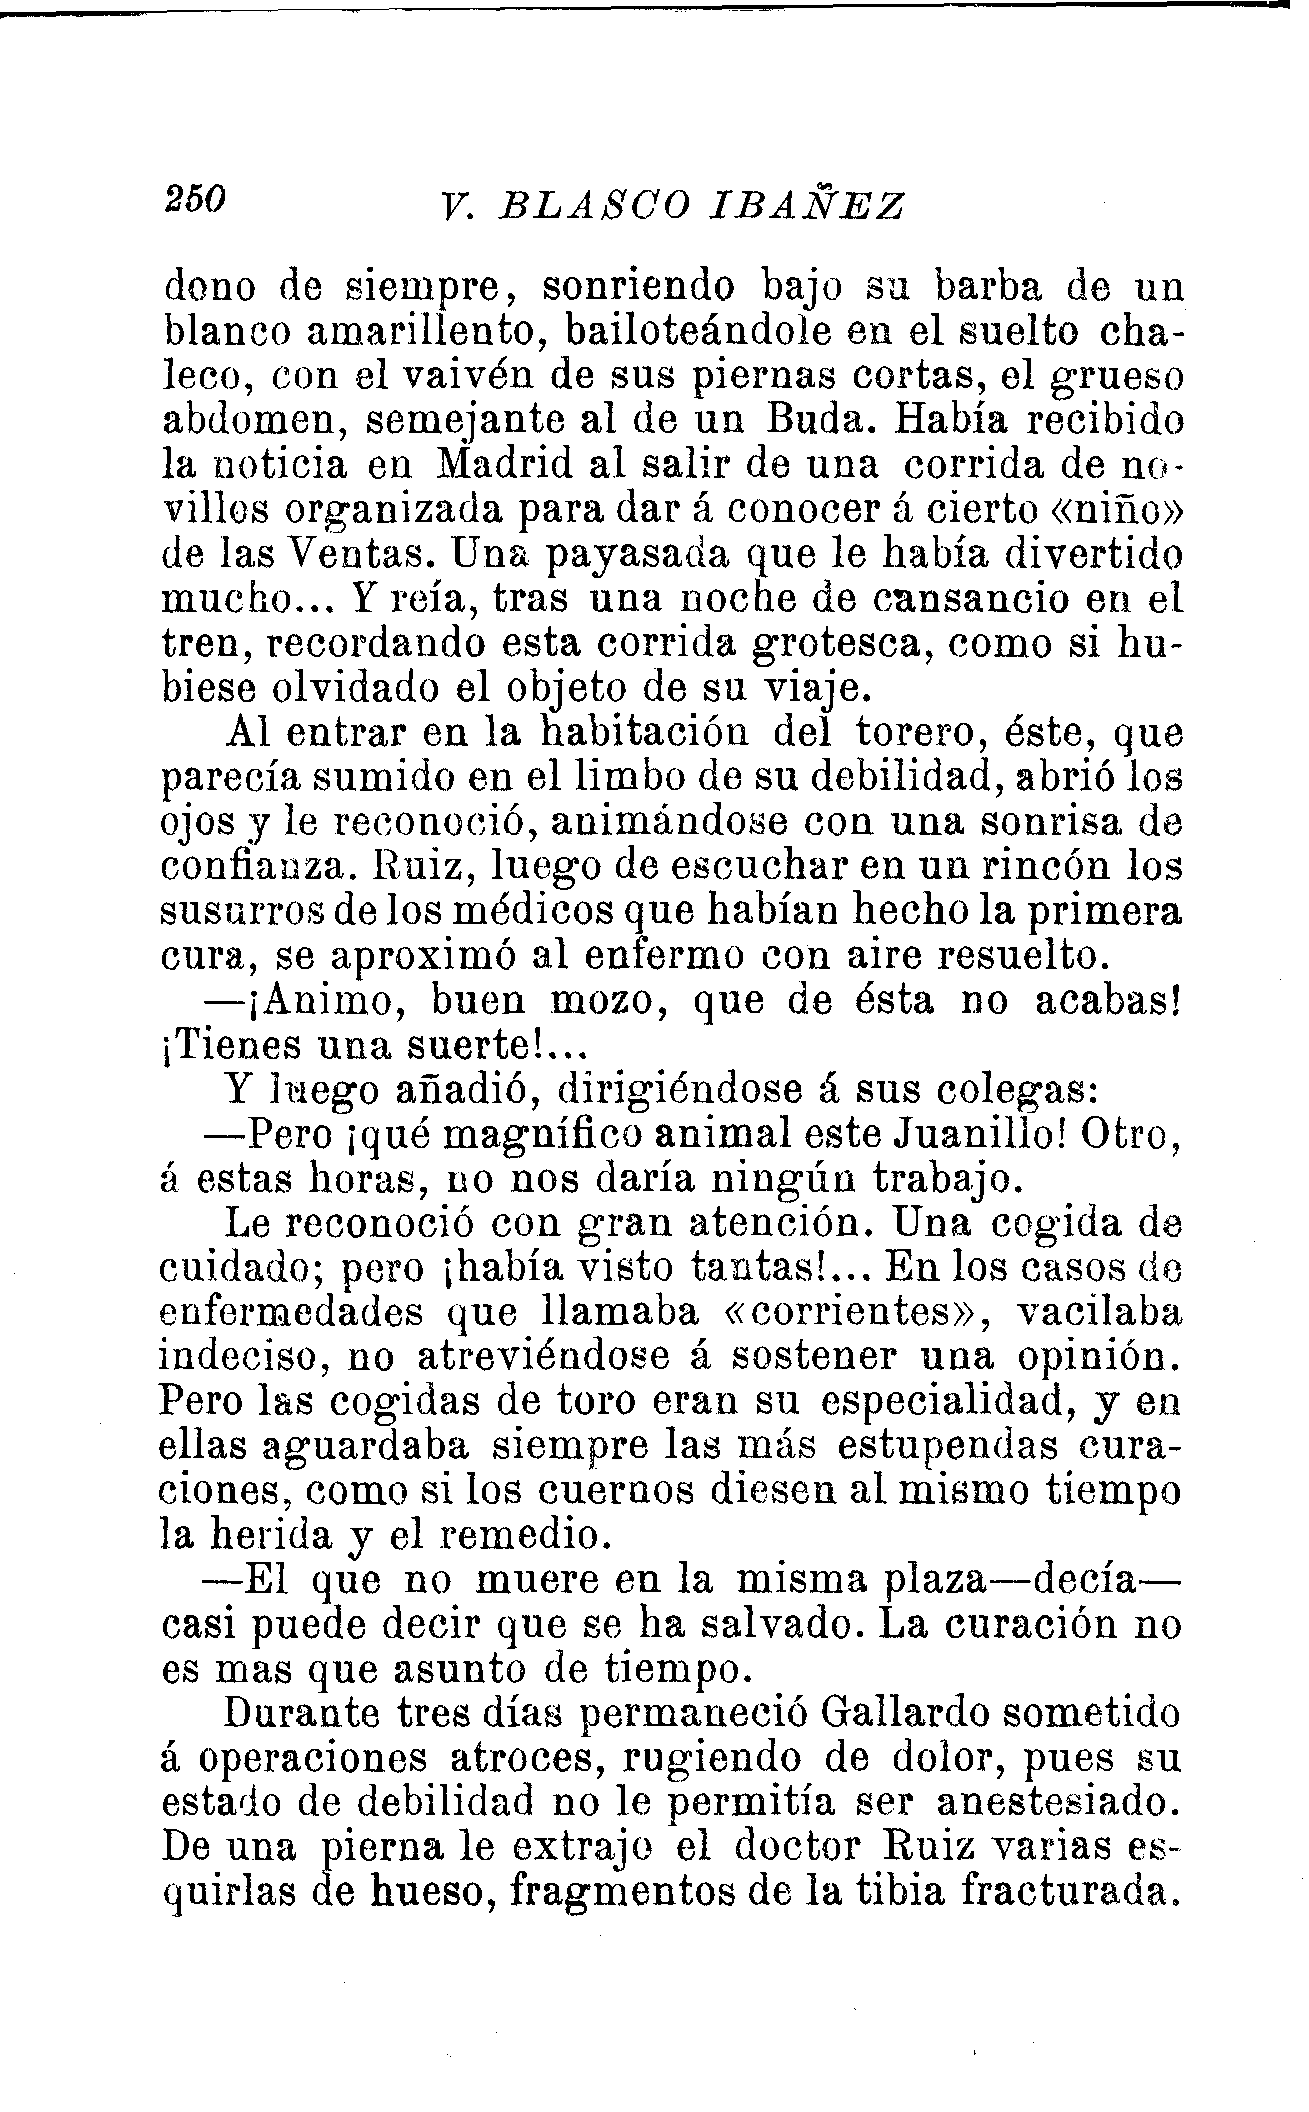 250 V. BLASCO IBAÑEZ
dono de siempre, sonriendo bajo su barba de un
blanco amarillento, bailoteándole en el suelto cha-
leco, con el vaivén de sus piernas cortas, el grueso
abdomen, semejante al de un Buda. Había recibido
la noticia en Madrid al salir de una corrida de no-
villos organizada para dar á conocer á cierto «niño»
de las Ventas. Una payasada que le había divertido
mucho... Y reía, tras una noche de cansancio en el
tren, recordando esta corrida grotesca, como si hu-
biese olvidado el objeto de su viaje.
Al entrar en la habitación del torero, éste, que
parecía sumido en el limbo de su debilidad, abrió los
ojos y le reconoció, animándose con una sonrisa de
confianza. Ruiz, luego de escuchar en un rincón los
susurros de los médicos que habían hecho la primera
cura, se aproximó al enfermo con aire resuelto.
—¡Animo, buen mozo, que de ésta no acabas!
¡Tienes una suerte!...
Y luego añadió, dirigiéndose á sus colegas:
—Pero ¡qué magnífico animal este Juanillo! Otro,
á estas horas, no nos daría ningún trabajo.
Le reconoció con gran atención. Una cogida de
cuidado; pero ¡había visto tantas!... En los casos de
enfermedades que llamaba «corrientes», vacilaba
indeciso, no atreviéndose á sostener una opinión.
Pero las cogidas de toro eran su especialidad, y en
ellas aguardaba siempre las más estupendas cura-
ciones, como si los cuernos diesen al mismo tiempo
la herida y el remedio.
—El que no muere en la misma plaza—decía—
casi puede decir que se ha salvado. La curación no
es mas que asunto de tiempo.
Durante tres días permaneció Gallardo sometido
á operaciones atroces, rugiendo de dolor, pues su
estado de debilidad no le permitía ser anestesiado.
De una pierna le extrajo el doctor Ruiz varias es-
quirlas de hueso, fragmentos de la tibia fracturada.